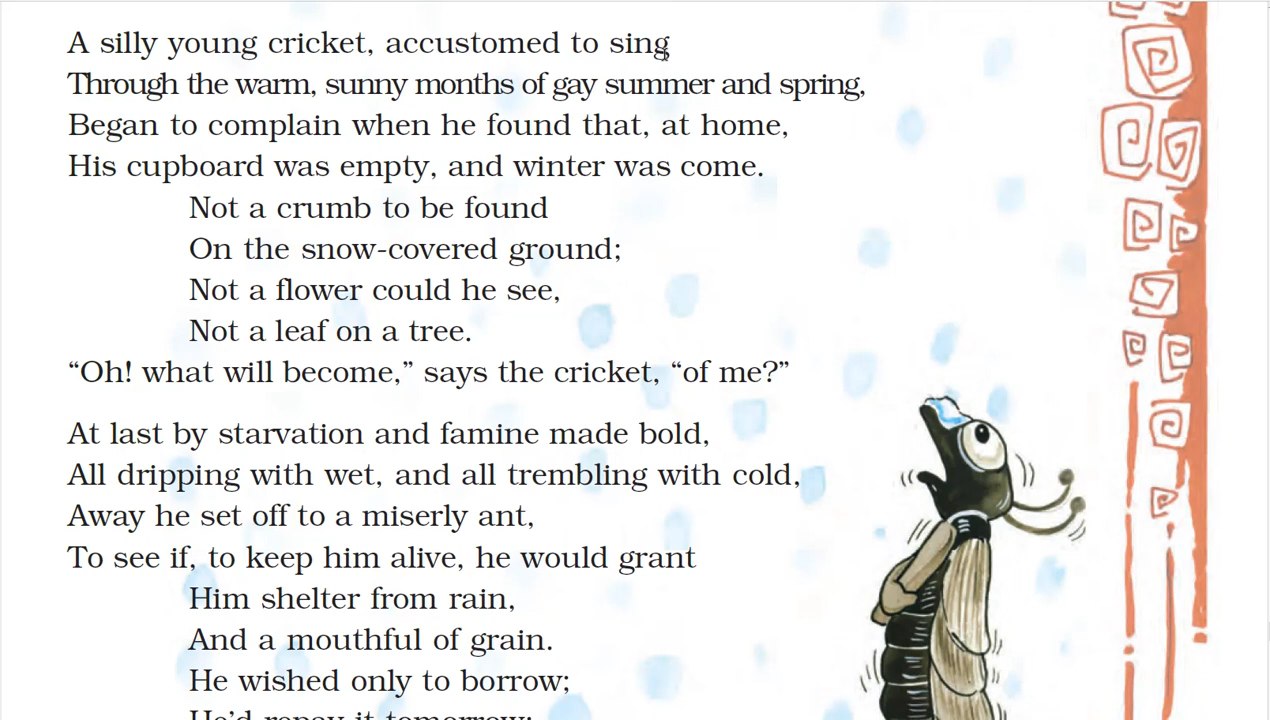 A silly young cricket, accustomed to sing
Through the warm, sunny months of gay summer and spring,
Began to complain when he found that, at home,
His cupboard was empty, and winter was come.
Not a crumb to be found
On the snow-covered ground;
Not a flower could he see,
Not a leaf on a tree.
“Oh! what will become,” says the cricket, “of me?”
At last by starvation and famine made bold,
All dripping with wet, and all trembling with cold,
Away he set off to a miserly ant,
To see if, to keep him alive, he would grant
Him shelter from rain,
And a mouthful of grain.
He wished only to borrow;
He’d repay it tomorrow;